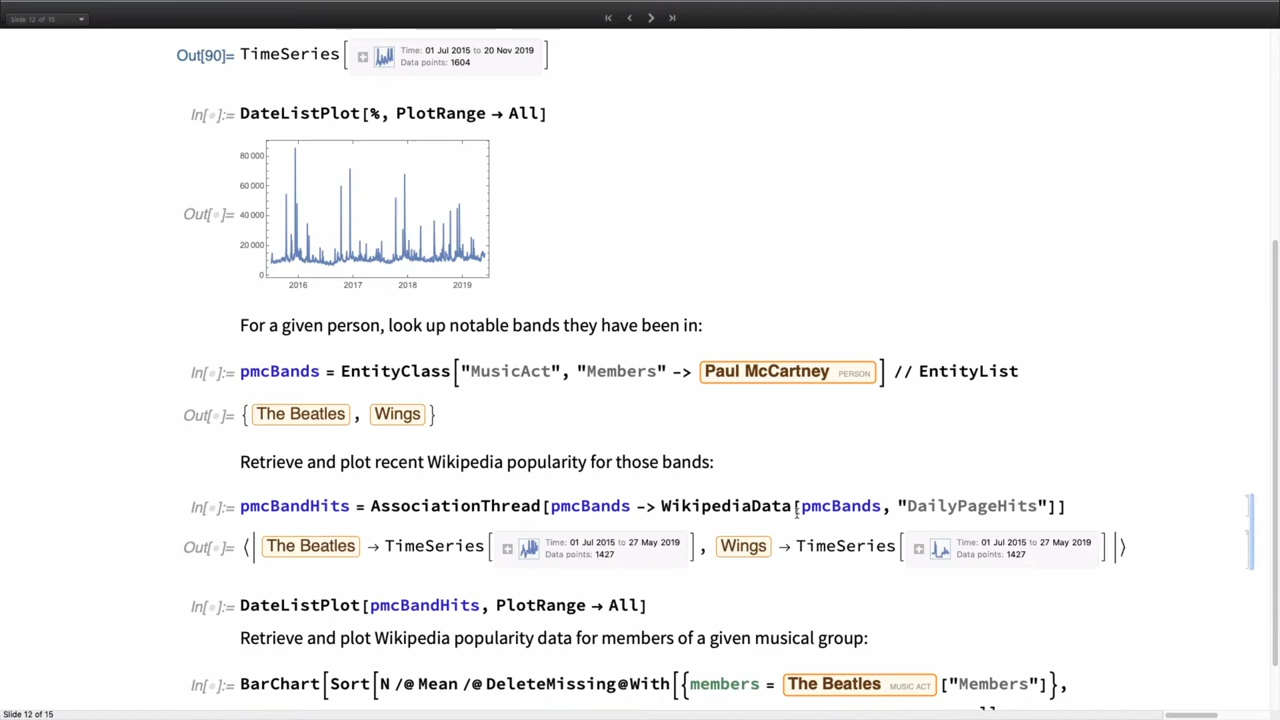 Slide 12 of 15
Out[90]= TimeSeries[ Time: 01 Jul 2015 to 20 Nov 2019 ]
Data points: 1604
In[•]:= DateListPlot[%, PlotRange → All]
80 000
60 000
Out[•]= 40 000
20 000
0
2016 2017 2018 2019
For a given person, look up notable bands they have been in:
In[•]:= pmcBands = EntityClass["MusicAct", "Members" -> Paul McCartney PERSON ] // EntityList
Out[•]= { The Beatles , Wings }
Retrieve and plot recent Wikipedia popularity for those bands:
In[•]:= pmcBandHits = AssociationThread[pmcBands -> WikipediaData[pmcBands, "DailyPageHits"]]
Out[•]= ⟨| The Beatles → TimeSeries[ Time: 01 Jul 2015 to 27 May 2019 Data points: 1427 ] , Wings → TimeSeries[ Time: 01 Jul 2015 to 27 May 2019 Data points: 1427 ] |⟩
In[•]:= DateListPlot[pmcBandHits, PlotRange → All]
Retrieve and plot Wikipedia popularity data for members of a given musical group:
In[•]:= BarChart[Sort[N /@ Mean /@ DeleteMissing@With[{members = The Beatles MUSIC ACT ["Members"]},
Slide 12 of 15